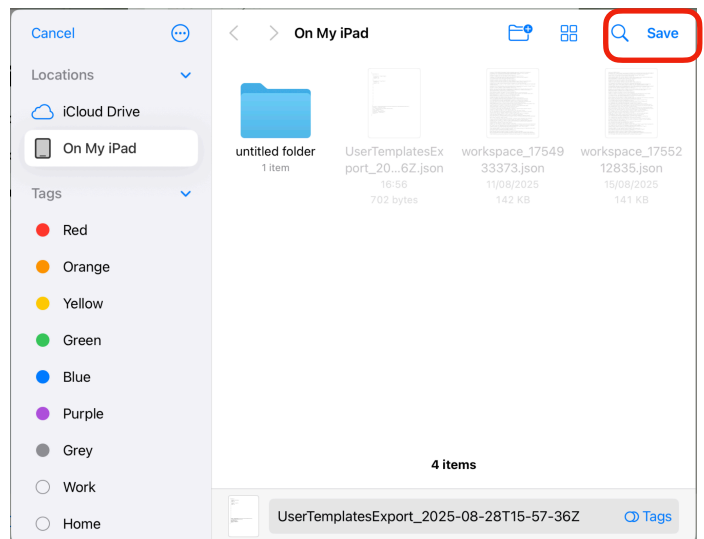 Cancel
Locations
iCloud Drive
On My iPad
Tags
Red
Orange
Yellow
Green
Blue
Purple
Grey
Work
Home
On My iPad
Save
untitled folder
1 item
UserTemplatesEx
port_20...6Z.json
16:56
702 bytes
workspace_17549
33373.json
11/08/2025
142 KB
workspace_17552
12835.json
15/08/2025
141 KB
4 items
UserTemplatesExport_2025-08-28T15-57-36Z
Tags